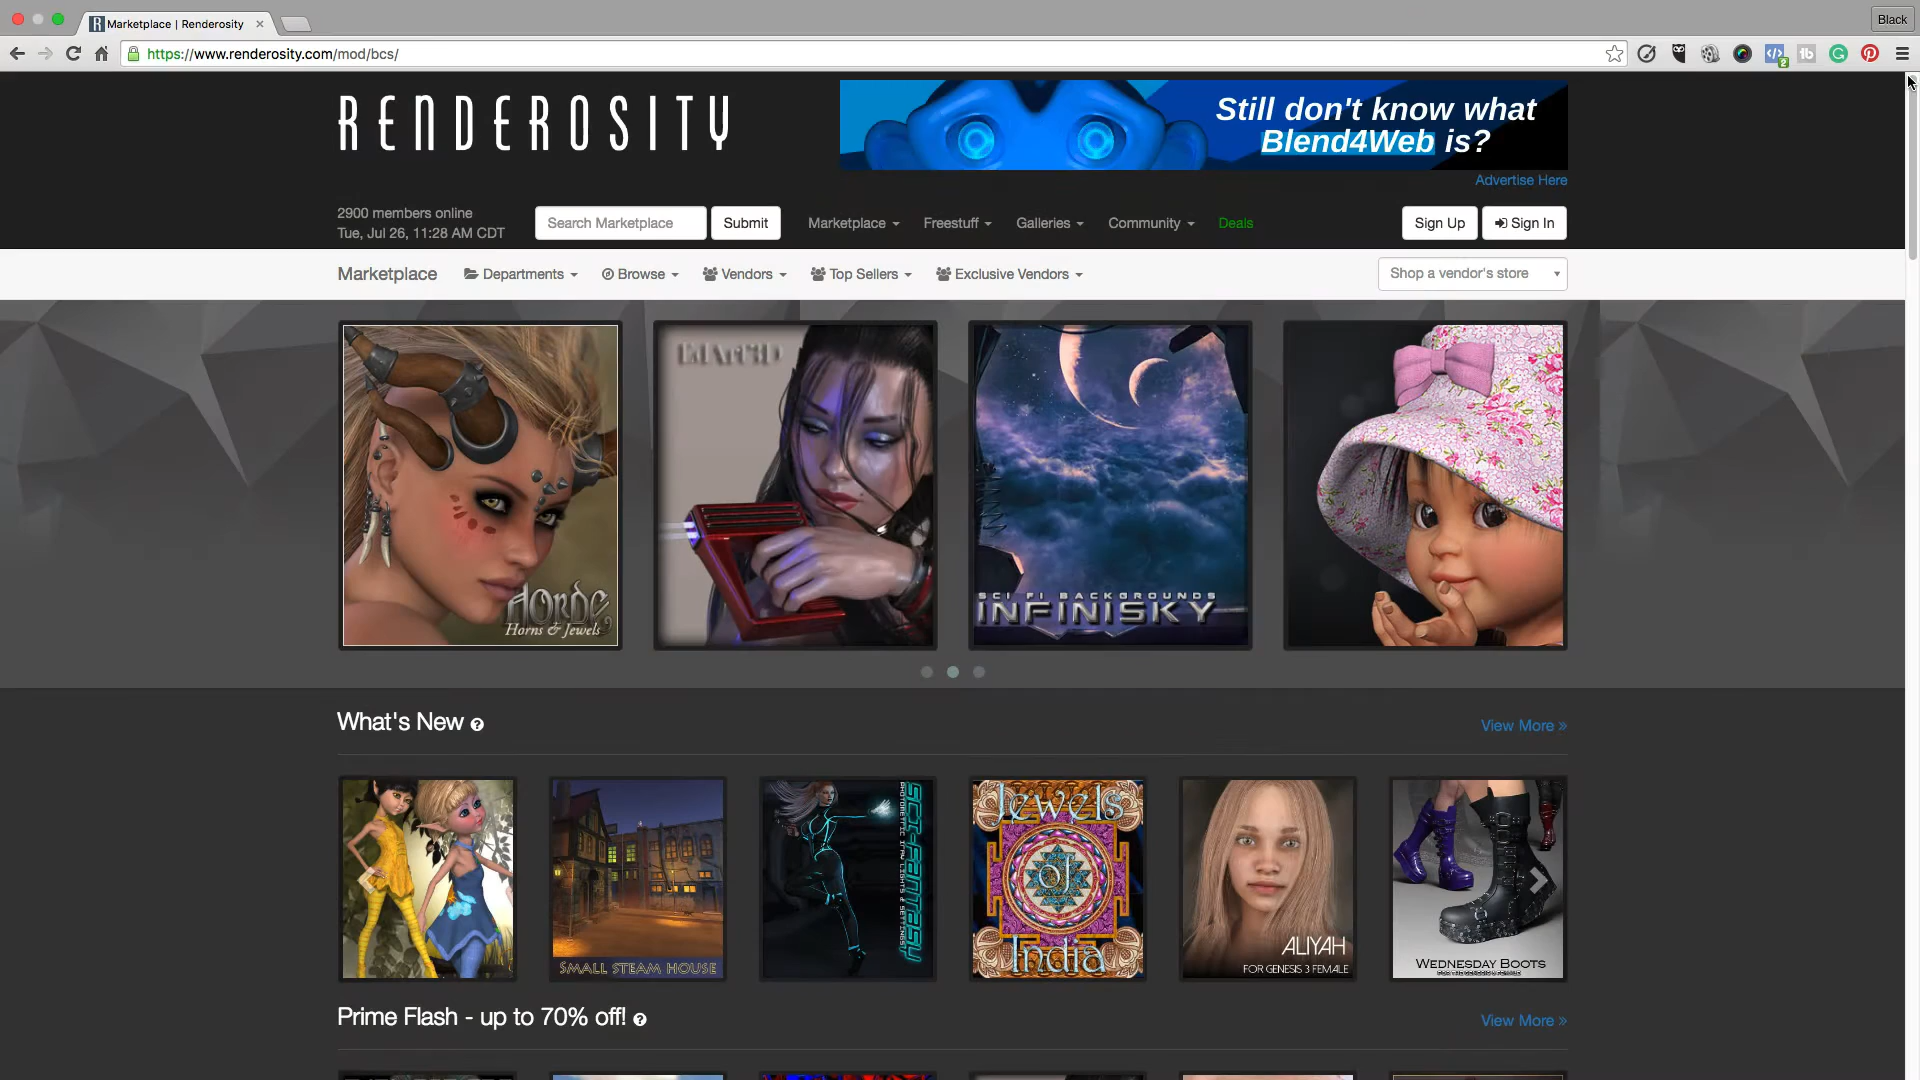 Marketplace | Renderosity
Black
https://www.renderosity.com/mod/bcs/
2
RENDEROSITY
Still don't know what
Blend4Web is?
Advertise Here
2900 members online
Tue, Jul 26, 11:28 AM CDT
Search Marketplace
Submit
Marketplace
Freestuff
Galleries
Community
Deals
Sign Up
Sign In
Marketplace
Departments
Browse
Vendors
Top Sellers
Exclusive Vendors
Shop a vendor's store
Horde
Horns & Jewels
SCI FI BACKGROUNDS
INFINISKY
What's New
View More »
SMALL STEAM HOUSE
SCI-FANTASY
Jewels
of
India
ALIYAH
FOR GENESIS 3 FEMALE
WEDNESDAY BOOTS
Prime Flash - up to 70% off!
View More »